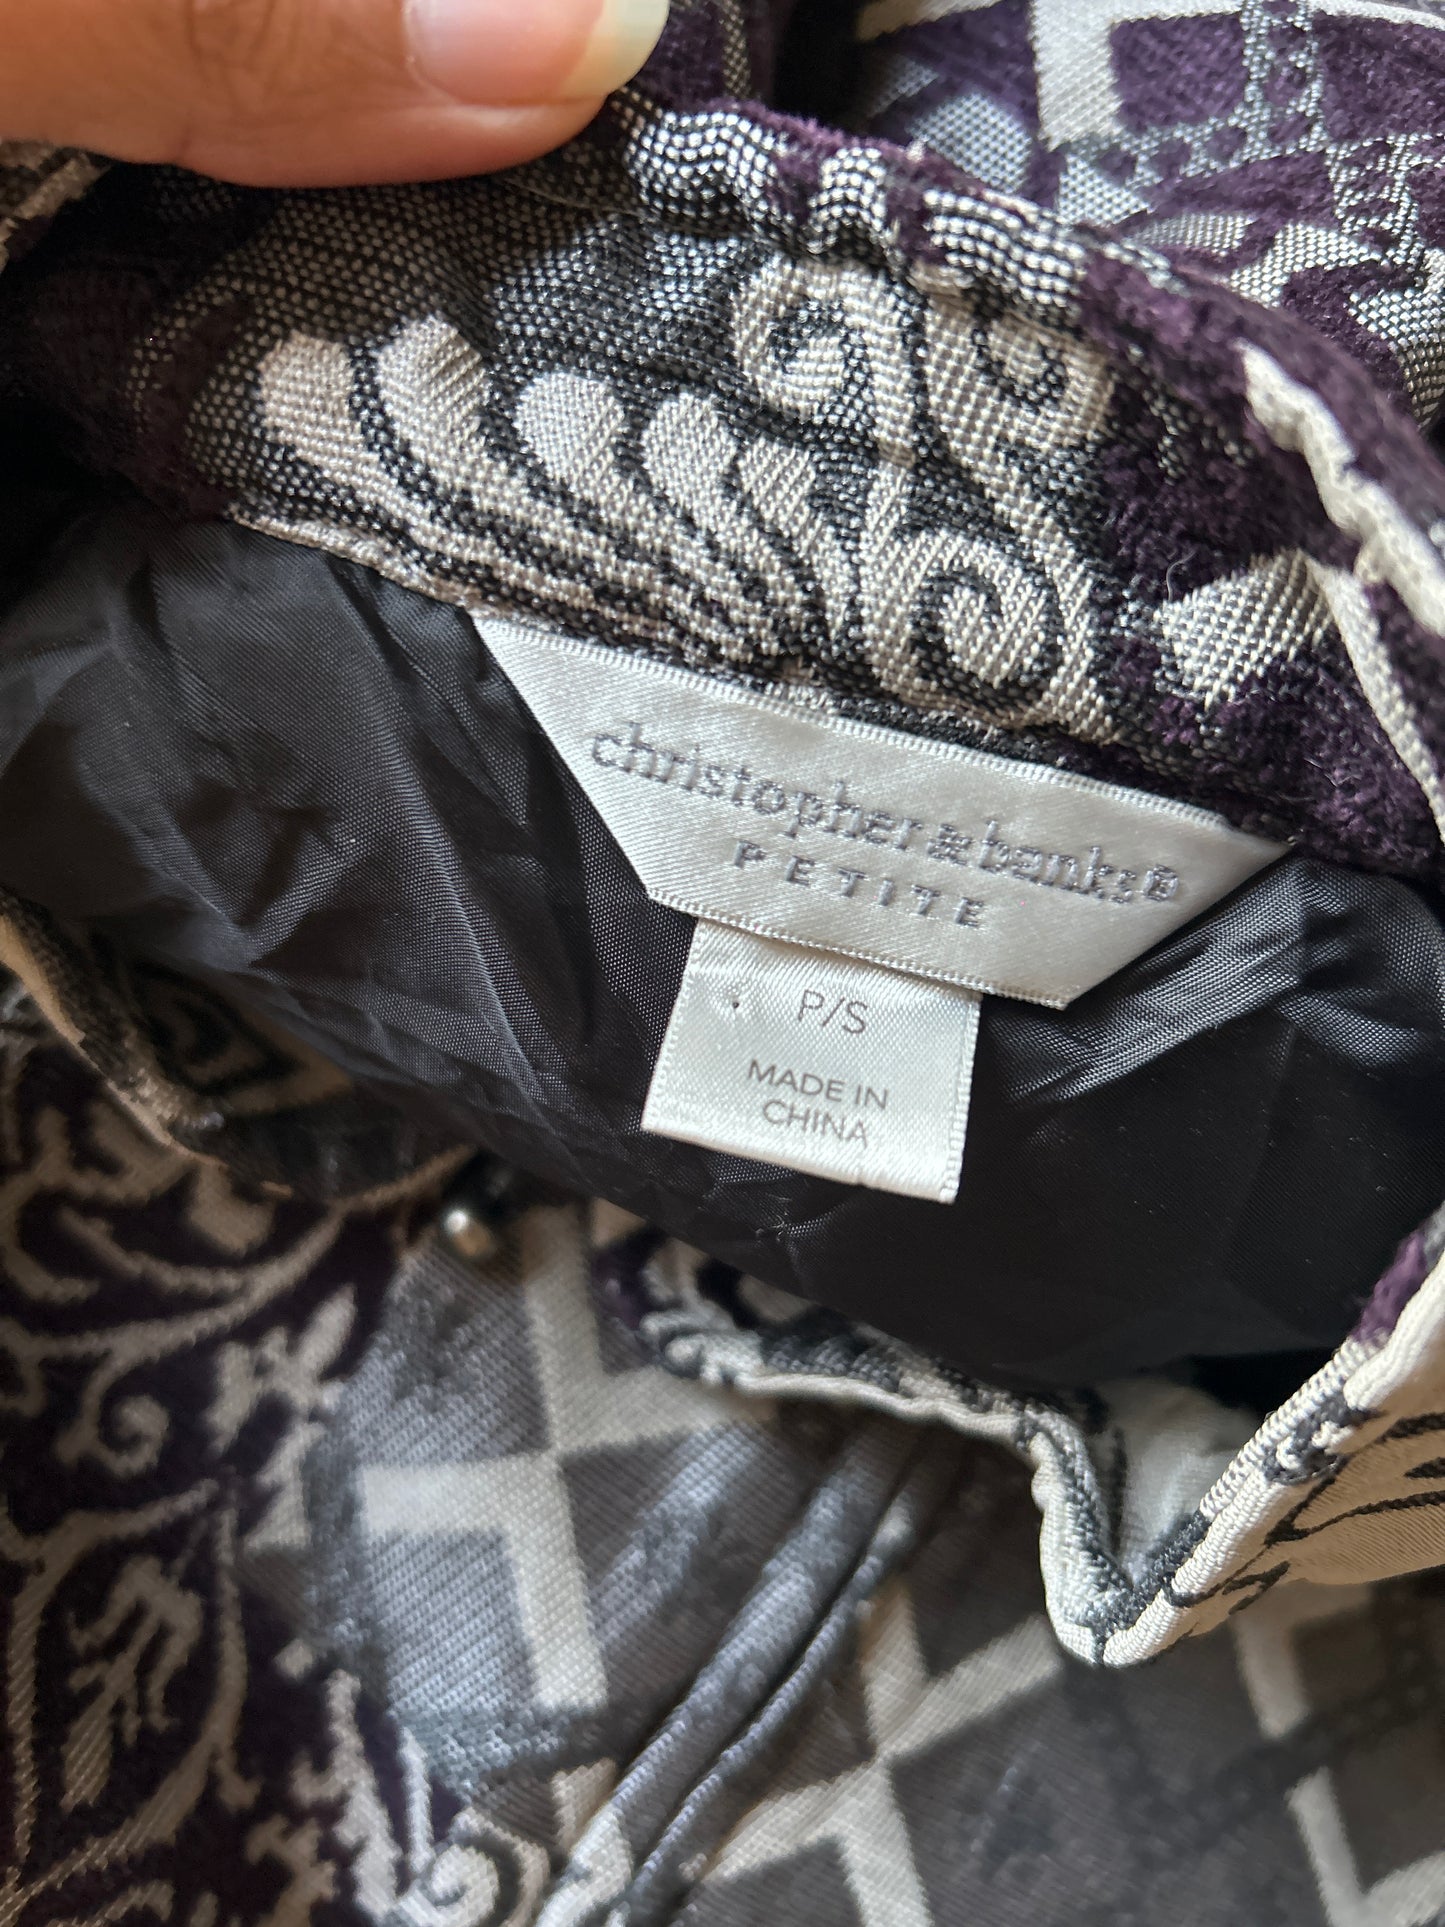 christopher & banks®
PETITE
P/S
MADE IN
CHINA